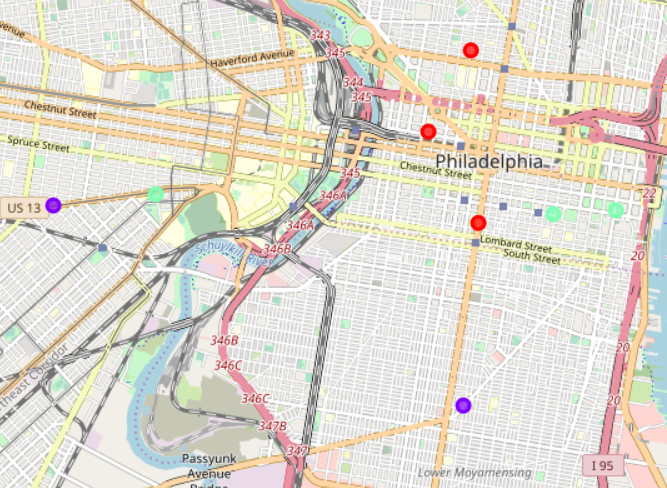 343
345
Haverford Avenue
344
345
Chestnut Street
Philadelphia
Spruce Street
Chestnut Street
345
22
346A
US 13
346A
Lombard Street
Schuylkill River
346B
South Street
20
346B
20
346C
theast Corridor
346C
20
347B
347
Passyunk
Avenue
Lower Moyamensing
I 95